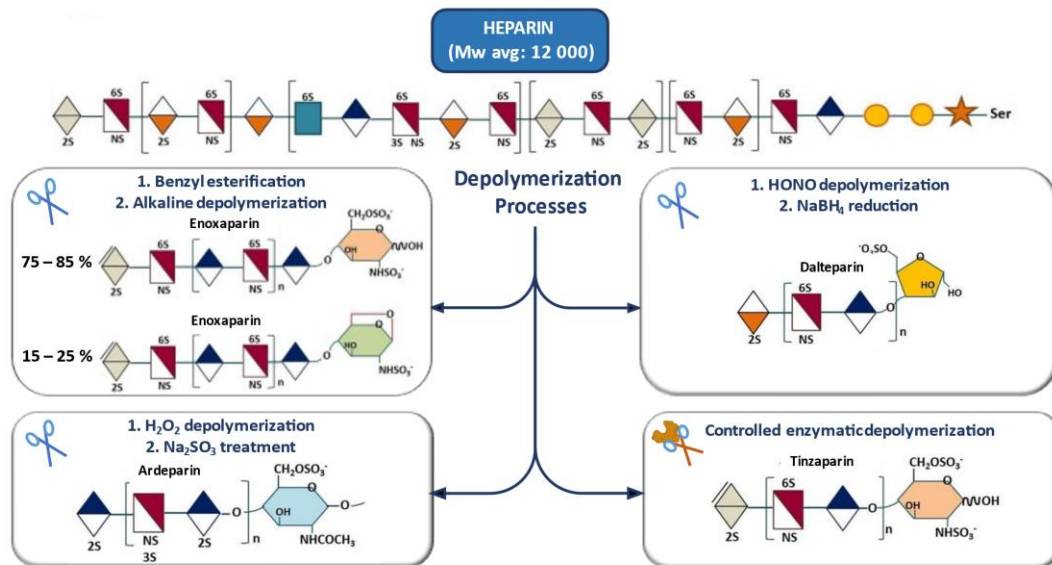 HEPARIN
(Mw avg: 12 000)
6S 6S 6S 6S 6S 6S 6S 6S
2S NS 2S NS 3S NS 2S NS 2S NS 2S NS 2S NS
Ser
Depolymerization
Processes
1. Benzyl esterification
2. Alkaline depolymerization
Enoxaparin
75 – 85 %
6S 6S
2S NS NS n
O
CH₂OSO₃⁻
O
OH
OH
NHSO₃⁻
Enoxaparin
15 – 25 %
6S 6S
2S NS NS n
O
O
O
HO
NHSO₃⁻
1. HONO depolymerization
2. NaBH₄ reduction
Dalteparin
6S
2S NS
O
n
⁻O₃SO
O
HO
HO
1. H₂O₂ depolymerization
2. Na₂SO₃ treatment
Ardeparin
2S NS 2S
3S
O
n
CH₂OSO₃⁻
O
O
OH
NHCOCH₃
Controlled enzymatic depolymerization
Tinzaparin
6S
2S NS
O
n
CH₂OSO₃⁻
O
OH
OH
NHSO₃⁻